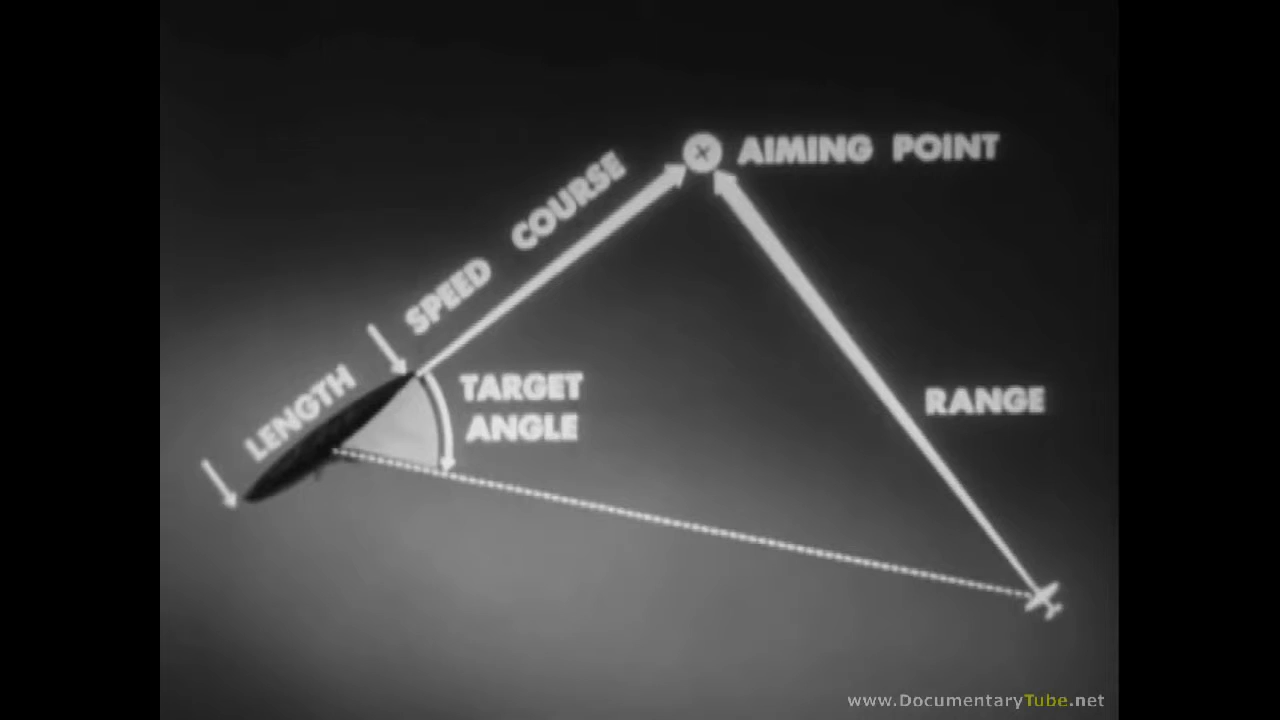 AIMING POINT
SPEED COURSE
LENGTH
TARGET
ANGLE
RANGE
www.DocumentaryTube.net